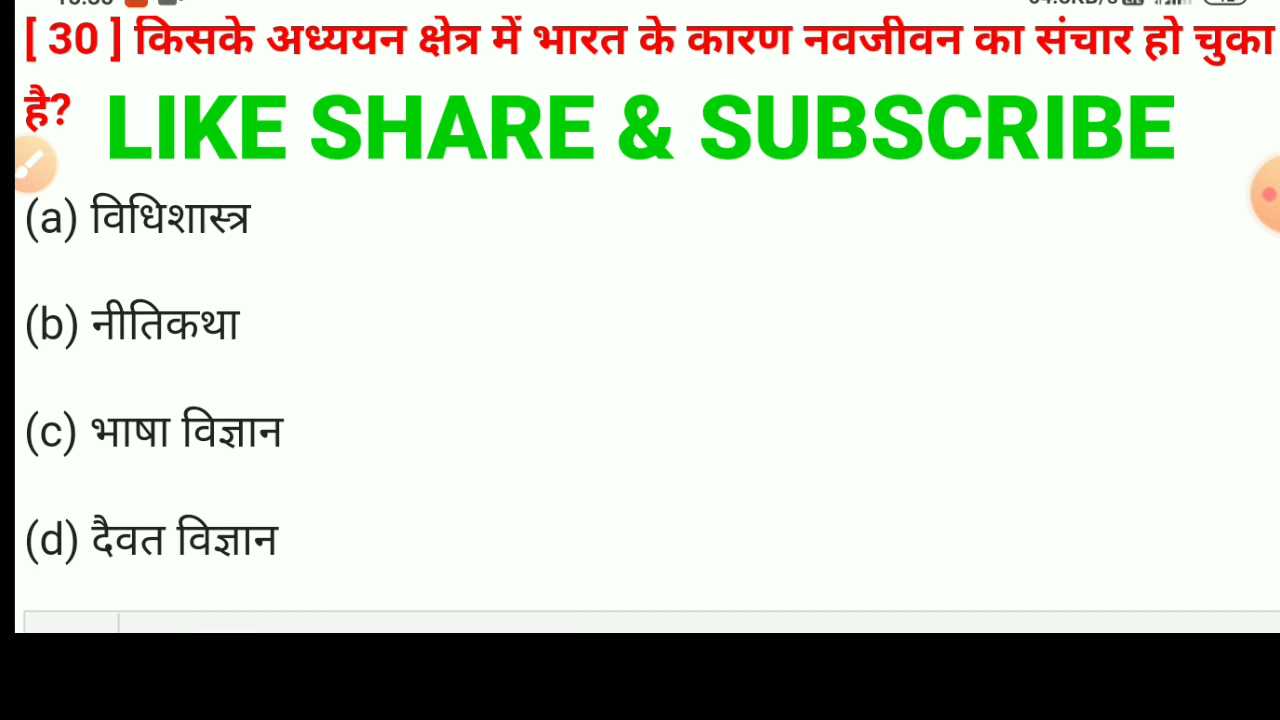 [ 30 ] किसके अध्ययन क्षेत्र में भारत के कारण नवजीवन का संचार हो चुका
है? LIKE SHARE & SUBSCRIBE
(a) विधिशास्त्र
(b) नीतिकथा
(c) भाषा विज्ञान
(d) दैवत विज्ञान